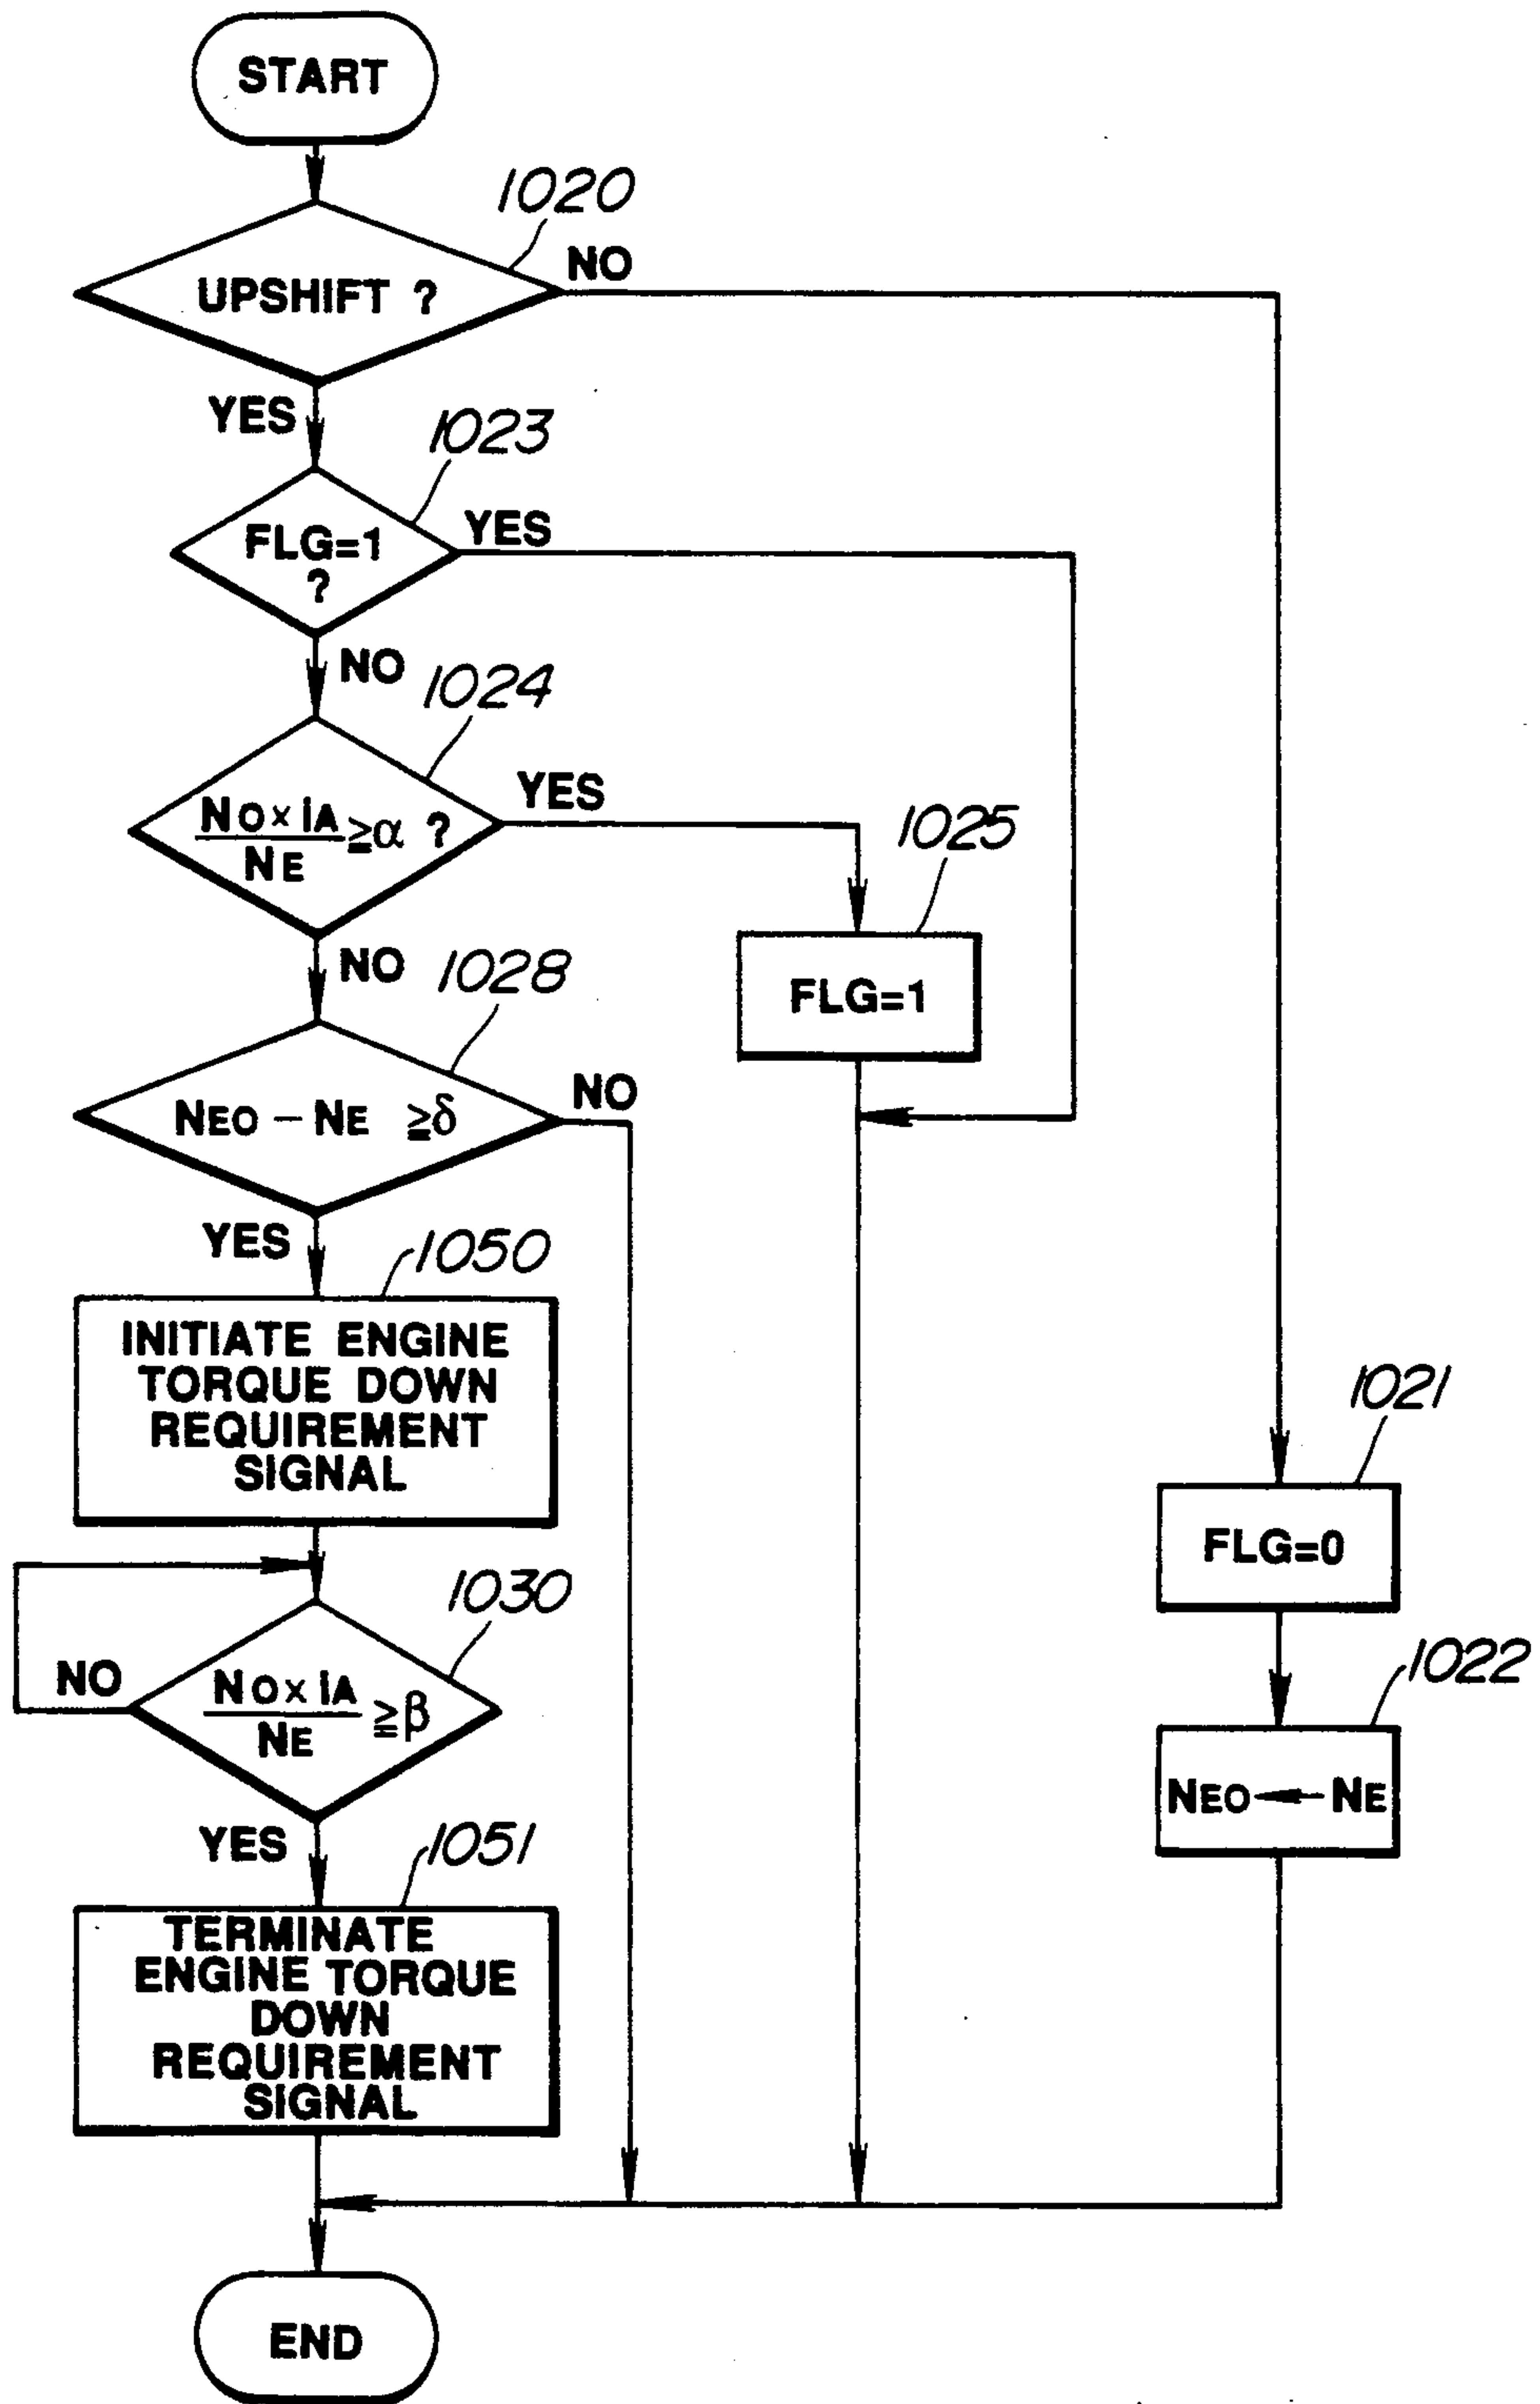 START
1020
UPSHIFT ?
NO
YES
1023
FLG=1
?
YES
NO
1024
NO×iA
NE
≧α ?
YES
1025
FLG=1
NO
1028
NEO − NE ≧δ
NO
YES
1050
INITIATE ENGINE
TORQUE DOWN
REQUIREMENT
SIGNAL
1021
FLG=0
1030
NO×iA
NE
≧β
NO
1022
NEO ← NE
YES
1051
TERMINATE
ENGINE TORQUE
DOWN
REQUIREMENT
SIGNAL
END